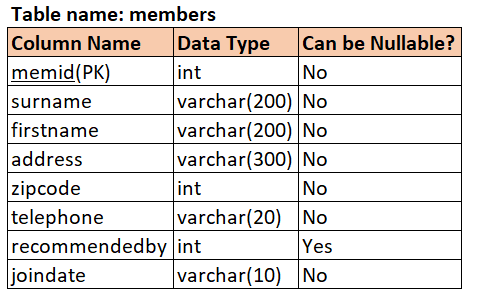 Table name: members
Column Name Data Type Can be Nullable?
memid(PK) int No
surname varchar(200) No
firstname varchar(200) No
address varchar(300) No
zipcode int No
telephone varchar(20) No
recommendedby int Yes
joindate varchar(10) No